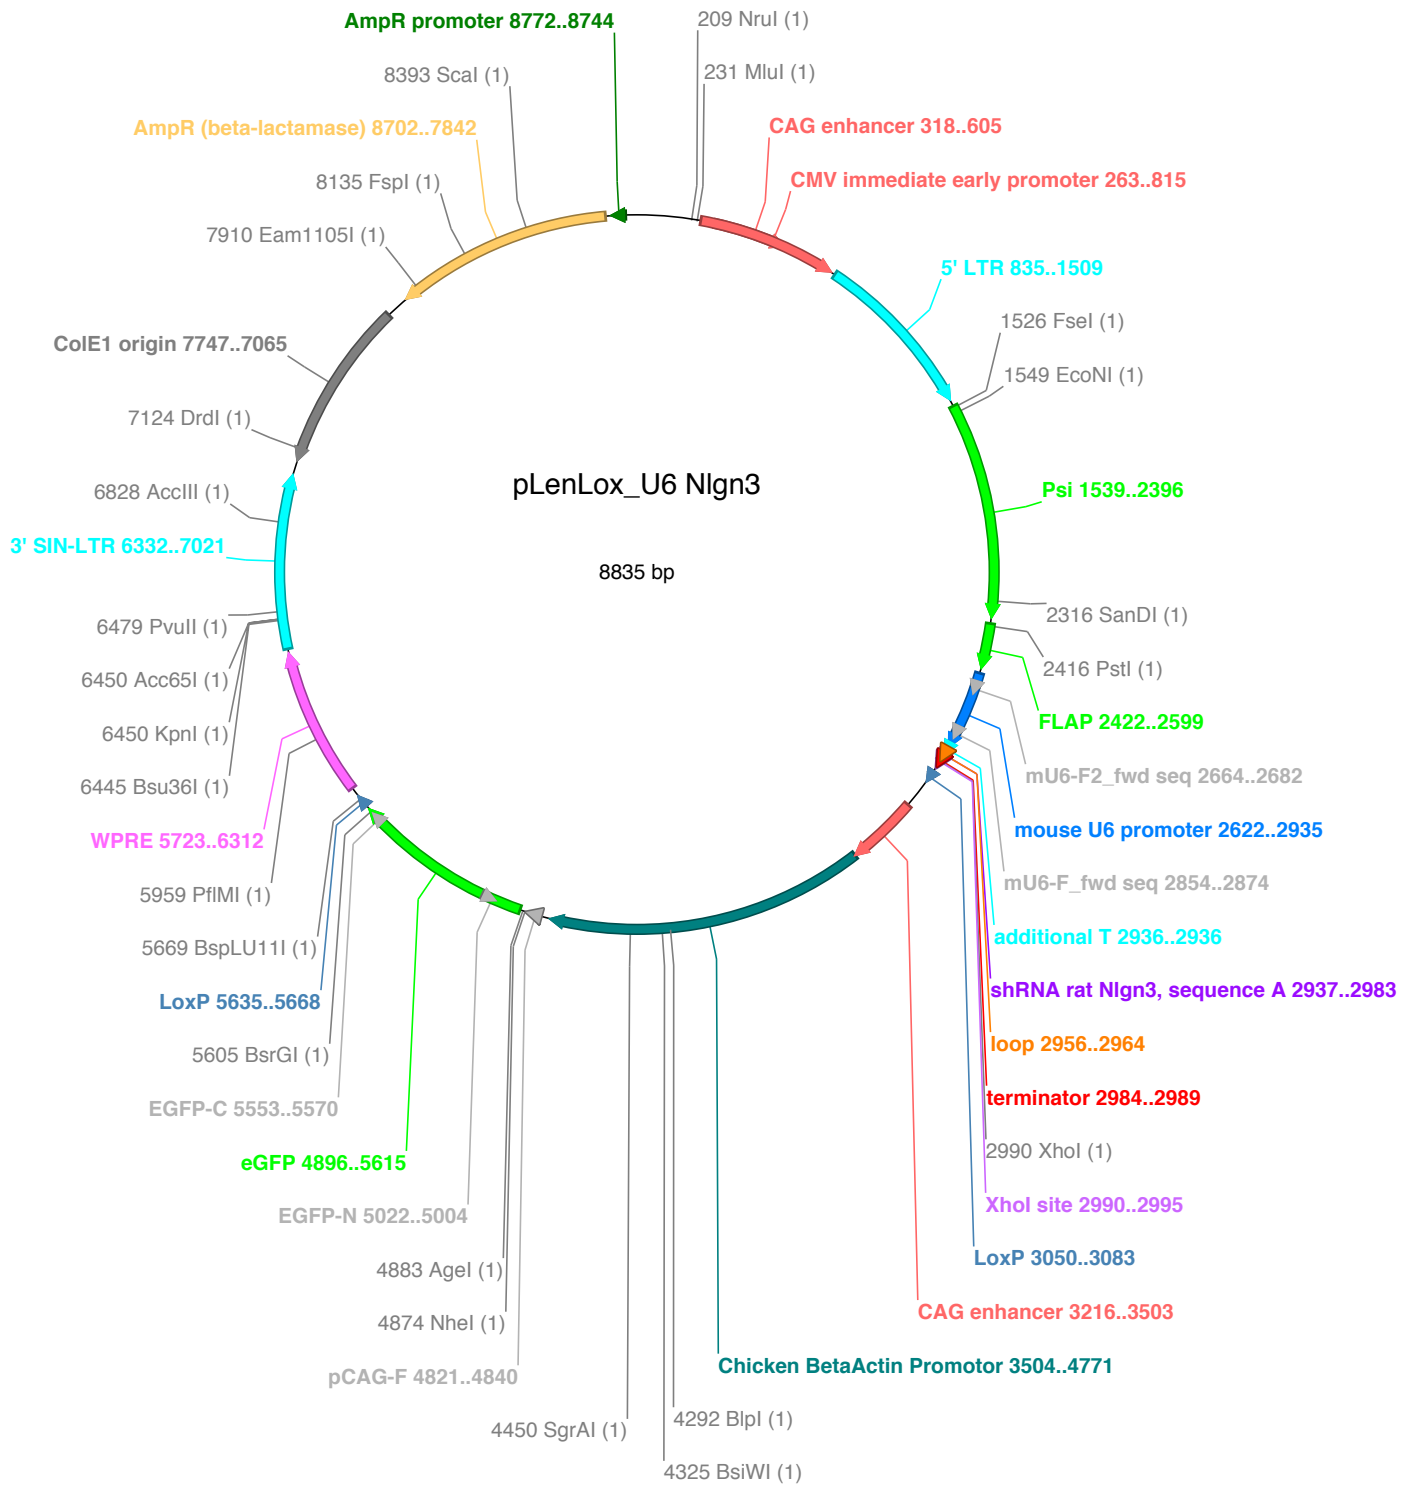 AmpR promoter 8772..8744
209 NruI (1)
8393 ScaI (1)
231 MluI (1)
AmpR (beta-lactamase) 8702..7842
CAG enhancer 318..605
8135 FspI (1)
CMV immediate early promoter 263..815
7910 Eam1105I (1)
5' LTR 835..1509
1526 FseI (1)
ColE1 origin 7747..7065
1549 EcoNI (1)
7124 DrdI (1)
pLenLox_U6 Nlgn3
6828 AccIII (1)
Psi 1539..2396
3' SIN-LTR 6332..7021
8835 bp
6479 PvuII (1)
2316 SanDI (1)
6450 Acc65I (1)
2416 PstI (1)
6450 KpnI (1)
FLAP 2422..2599
6445 Bsu36I (1)
mU6-F2_fwd seq 2664..2682
WPRE 5723..6312
mouse U6 promoter 2622..2935
5959 PflMI (1)
mU6-F_fwd seq 2854..2874
5669 BspLU11I (1)
additional T 2936..2936
LoxP 5635..5668
shRNA rat Nlgn3, sequence A 2937..2983
5605 BsrGI (1)
loop 2956..2964
EGFP-C 5553..5570
terminator 2984..2989
eGFP 4896..5615
2990 XhoI (1)
EGFP-N 5022..5004
XhoI site 2990..2995
4883 AgeI (1)
LoxP 3050..3083
4874 NheI (1)
CAG enhancer 3216..3503
pCAG-F 4821..4840
Chicken BetaActin Promotor 3504..4771
4450 SgrAI (1)
4292 BlpI (1)
4325 BsiWI (1)